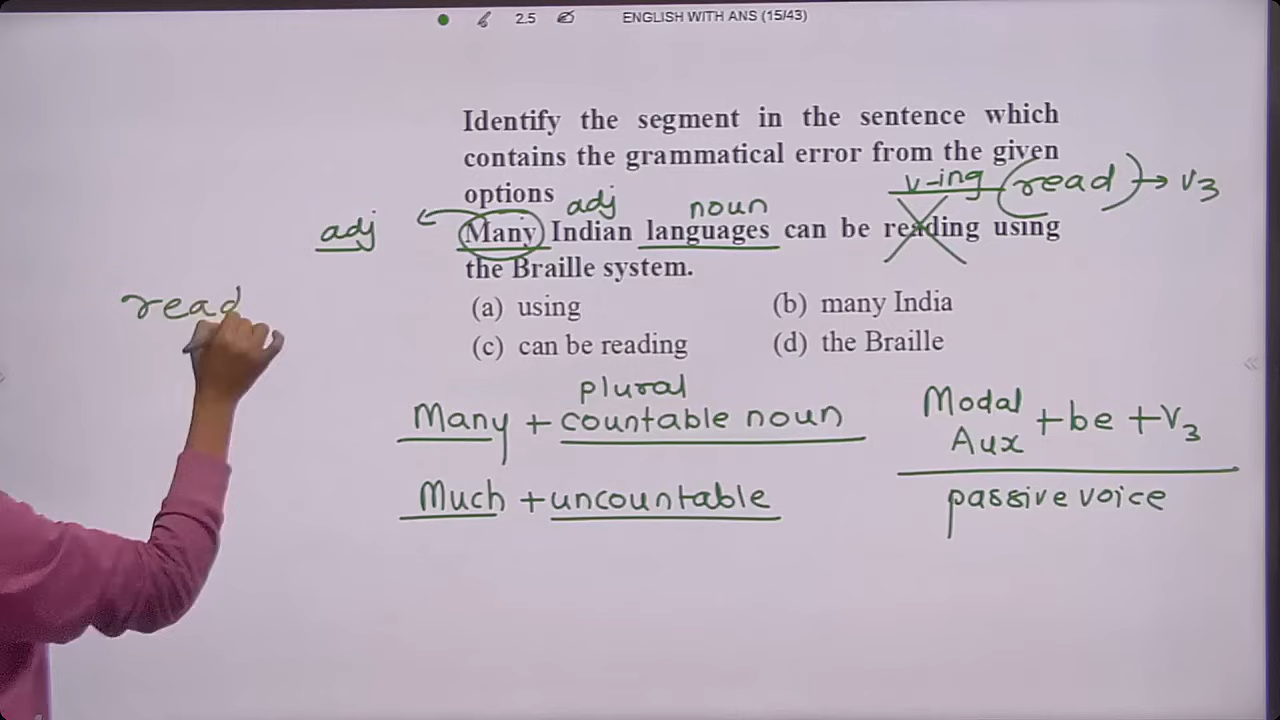 25 ENGLISH WITH ANS (15/43)
Identify the segment in the sentence which
contains the grammatical error from the given
options
v-ing (read) → v3
adj noun
adj
Many Indian languages can be reading using
the Braille system.
read
(a) using (b) many India
(c) can be reading (d) the Braille
plural
Many + countable noun
Much + uncountable
Modal
Aux + be + V3
passive voice